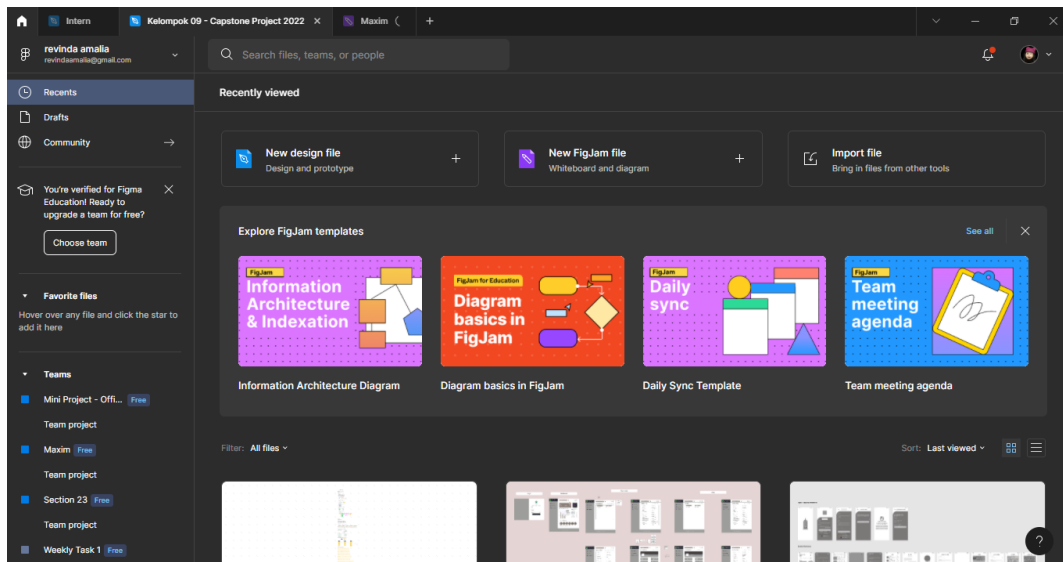 Intern
Kelompok 09 - Capstone Project 2022
Maxim (
revinda amalia
revindaamalia@gmail.com
Search files, teams, or people
Recents
Drafts
Community
You're verified for Figma
Education! Ready to
upgrade a team for free?
Choose team
Favorite files
Hover over any file and click the star to
add it here
Teams
Mini Project - Offi... Free
Team project
Maxim Free
Team project
Section 23 Free
Team project
Weekly Task 1 Free
Recently viewed
New design file
Design and prototype
New FigJam file
Whiteboard and diagram
Import file
Bring in files from other tools
Explore FigJam templates
See all
FigJam
Information
Architecture
& Indexation
Information Architecture Diagram
FigJam for Education
Diagram
basics in
FigJam
Diagram basics in FigJam
FigJam
Daily
sync
Daily Sync Template
FigJam
Team
meeting
agenda
Team meeting agenda
Filter: All files
Sort: Last viewed
?